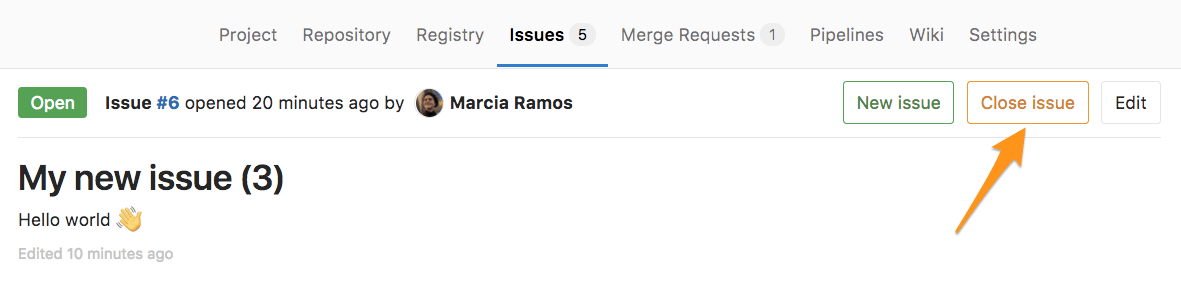 Project Repository Registry Issues 5 Merge Requests 1 Pipelines Wiki Settings
Open Issue #6 opened 20 minutes ago by Marcia Ramos New issue Close issue Edit
My new issue (3)
Hello world 👋
Edited 10 minutes ago